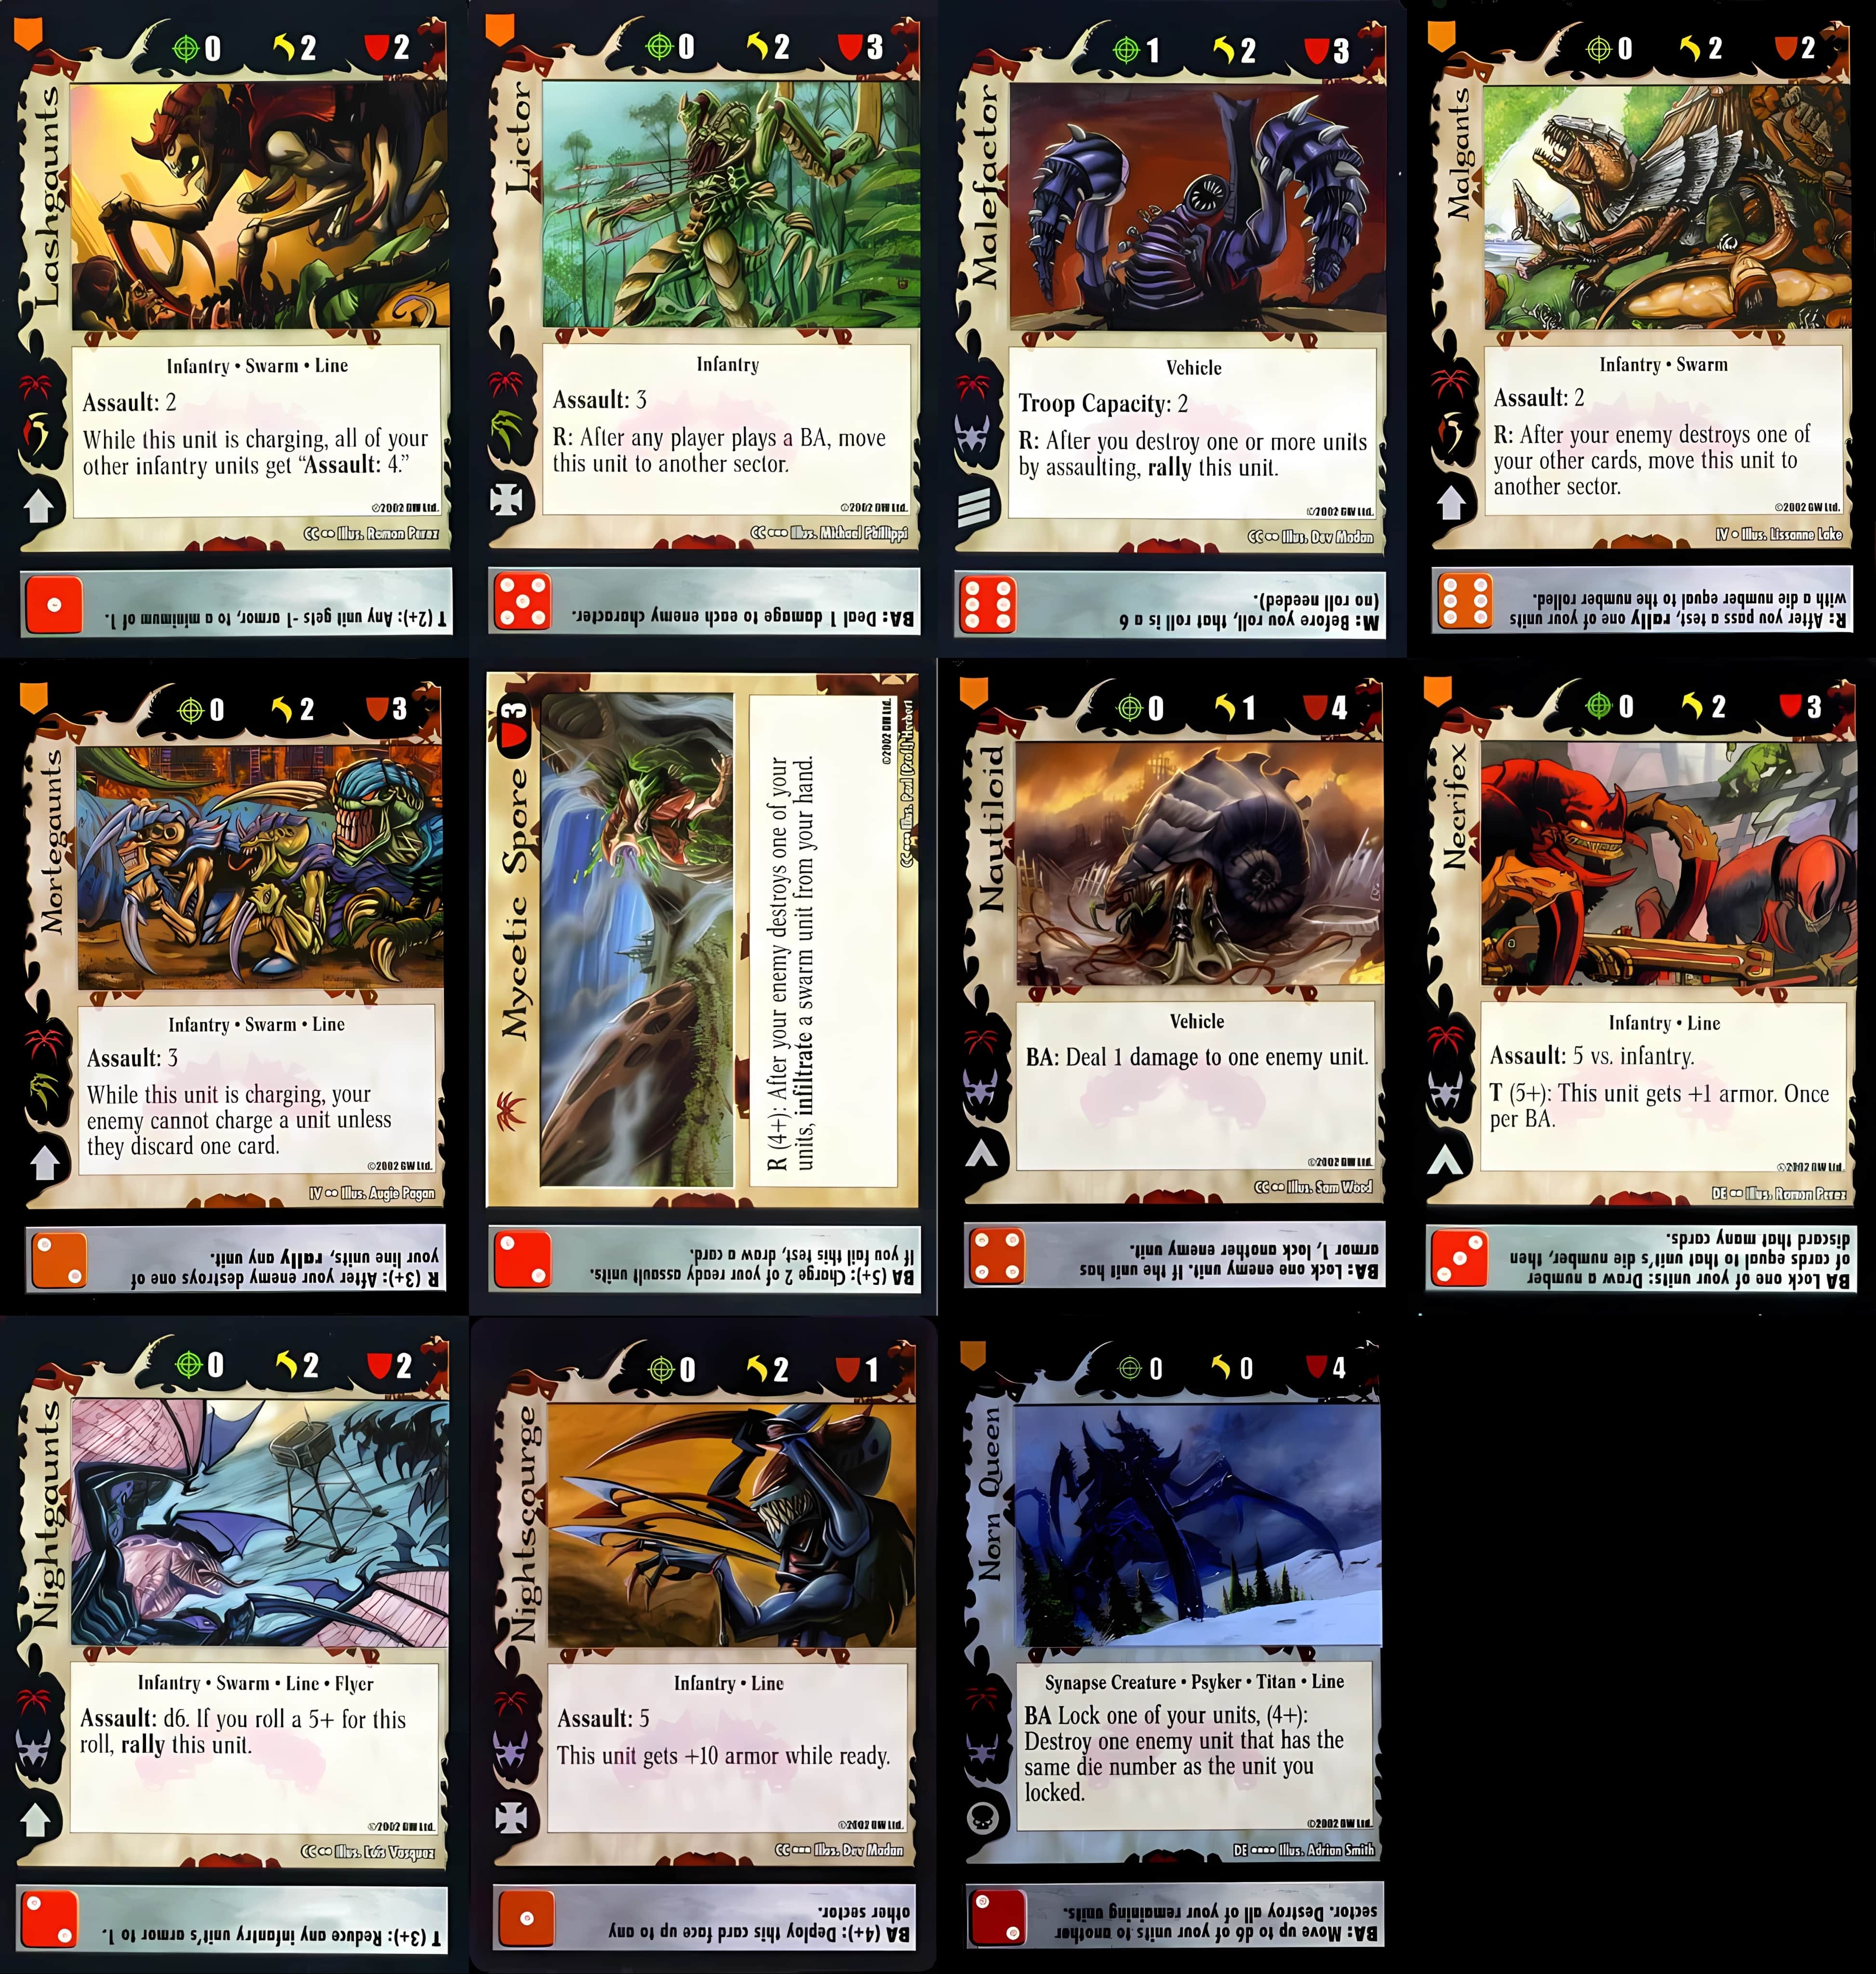 0 2 2
Lashgaunts
Infantry • Swarm • Line
Assault: 2
While this unit is charging, all of your
other infantry units get “Assault: 4.”
©2002 GW Ltd.
CC •• Illus. Ramon Perez
T (2+): Any unit gets -1 armor, to a minimum of 1.
0 2 3
Lictor
Infantry
Assault: 3
R: After any player plays a BA, move
this unit to another sector.
©2002 GW Ltd.
CC ••• Illus. Michael Phillippi
BA: Deal 1 damage to each enemy character.
1 2 3
Malefactor
Vehicle
Troop Capacity: 2
R: After you destroy one or more units
by assaulting, rally this unit.
©2002 GW Ltd.
CC •• Illus. Dev Madan
M: Before you roll, that roll is a 6
(no roll needed).
0 2 2
Malgants
Infantry • Swarm
Assault: 2
R: After your enemy destroys one of
your other cards, move this unit to
another sector.
©2002 GW Ltd.
IV • Illus. Lissanne Lake
R: After you pass a test, rally one of your units
with a die number equal to the number rolled.
0 2 3
Mortegaunts
Infantry • Swarm • Line
Assault: 3
While this unit is charging, your
enemy cannot charge a unit unless
they discard one card.
©2002 GW Ltd.
IV •• Illus. Augie Pagan
R (3+): After your enemy destroys one of
your line units, rally any unit.
Mycetic Spore 3
R (4+): After your enemy destroys one of your
units, infiltrate a swarm unit from your hand.
©2002 GW Ltd.
CC ••• Illus. Paul (Prof.) Herbert
BA (5+): Charge 2 of your ready assault units.
If you fail this test, draw a card.
0 1 4
Nautiloid
Vehicle
BA: Deal 1 damage to one enemy unit.
©2002 GW Ltd.
CC •• Illus. Sam Wood
BA: Lock one enemy unit. If the unit has
armor 1, lock another enemy unit.
0 2 3
Necrifex
Infantry • Line
Assault: 5 vs. infantry.
T (5+): This unit gets +1 armor. Once
per BA.
©2002 GW Ltd.
DE •• Illus. Ramon Perez
BA Lock one of your units: Draw a number
of cards equal to that unit's die number, then
discard that many cards.
0 2 2
Nightgaunts
Infantry • Swarm • Line • Flyer
Assault: d6. If you roll a 5+ for this
roll, rally this unit.
©2002 GW Ltd.
CC •• Illus. Luis Vasquez
T (3+): Reduce any infantry unit's armor to 1.
0 2 1
Nightscourge
Infantry • Line
Assault: 5
This unit gets +10 armor while ready.
©2002 GW Ltd.
CC ••• Illus. Dev Madan
BA (4+): Deploy this card face up to any
other sector.
0 0 4
Norn Queen
Synapse Creature • Psyker • Titan • Line
BA Lock one of your units, (4+):
Destroy one enemy unit that has the
same die number as the unit you
locked.
©2002 GW Ltd.
DE •••• Illus. Adrian Smith
BA: Move up to d6 of your units to another
sector. Destroy all of your remaining units.